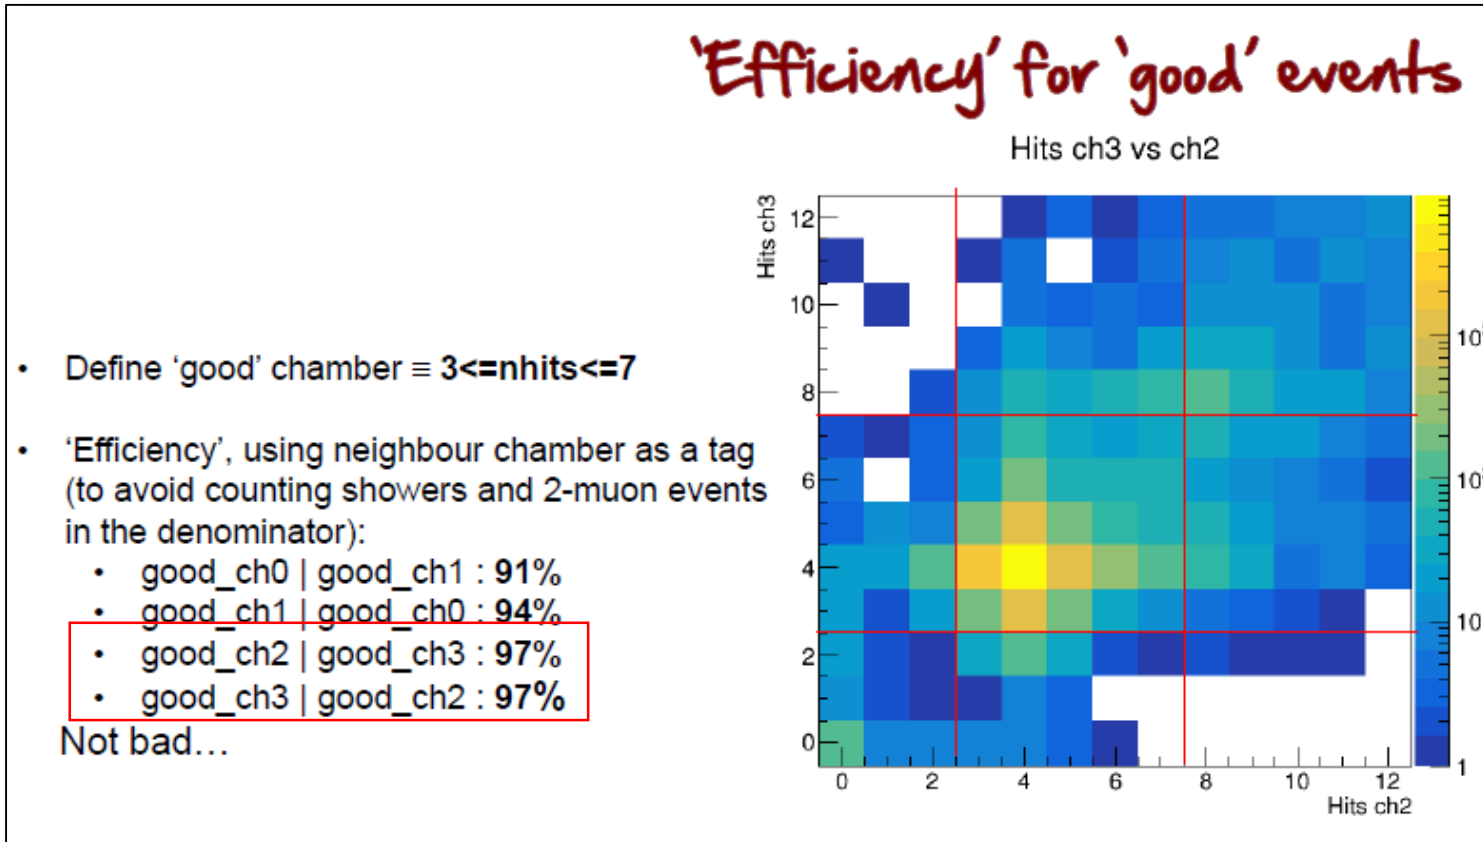 'Efficiency' for 'good' events
Hits ch3 vs ch2
• Define 'good' chamber ≡ 3<=nhits<=7
• 'Efficiency', using neighbour chamber as a tag
(to avoid counting showers and 2-muon events
in the denominator):
• good_ch0 | good_ch1 : 91%
• good_ch1 | good_ch0 : 94%
• good_ch2 | good_ch3 : 97%
• good_ch3 | good_ch2 : 97%
Not bad…
Hits ch3
12
10
8
6
4
2
0
0 2 4 6 8 10 12
Hits ch2
10
1